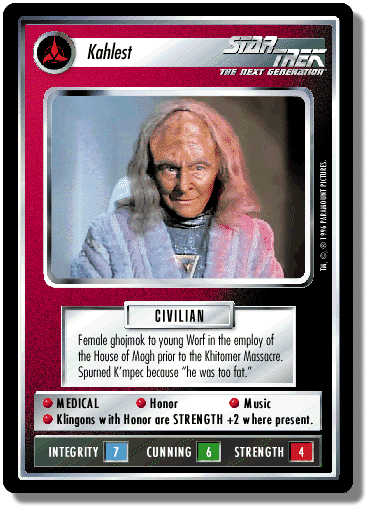 Kahlest
STAR TREK
THE NEXT GENERATION
TM, ©, ® 1996 PARAMOUNT PICTURES.
CIVILIAN
Female ghojmok to young Worf in the employ of
the House of Mogh prior to the Khitomer Massacre.
Spurned K'mpec because "he was too fat."
MEDICAL Honor Music
Klingons with Honor are STRENGTH +2 where present.
INTEGRITY 7 CUNNING 6 STRENGTH 4